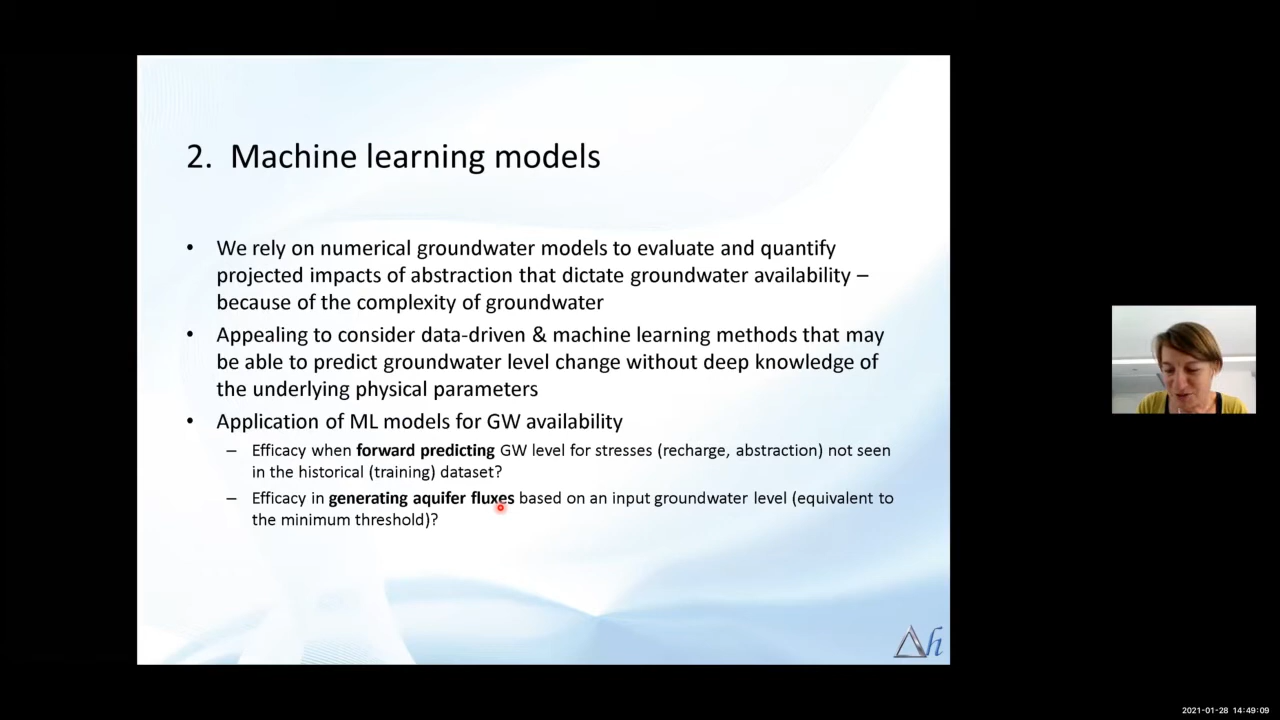 2. Machine learning models
• We rely on numerical groundwater models to evaluate and quantify
projected impacts of abstraction that dictate groundwater availability –
because of the complexity of groundwater
• Appealing to consider data-driven & machine learning methods that may
be able to predict groundwater level change without deep knowledge of
the underlying physical parameters
• Application of ML models for GW availability
– Efficacy when forward predicting GW level for stresses (recharge, abstraction) not seen
in the historical (training) dataset?
– Efficacy in generating aquifer fluxes based on an input groundwater level (equivalent to
the minimum threshold)?
Δh
2021-01-28 14:49:09